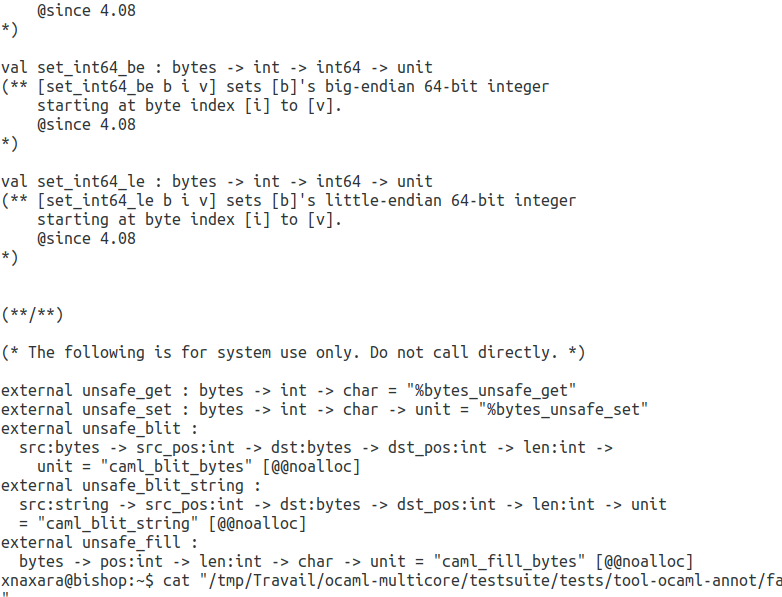 @since 4.08
*)

val set_int64_be : bytes -> int -> int64 -> unit
(** [set_int64_be b i v] sets [b]'s big-endian 64-bit integer
    starting at byte index [i] to [v].
    @since 4.08
*)

val set_int64_le : bytes -> int -> int64 -> unit
(** [set_int64_le b i v] sets [b]'s little-endian 64-bit integer
    starting at byte index [i] to [v].
    @since 4.08
*)


(**/**)

(* The following is for system use only. Do not call directly. *)

external unsafe_get : bytes -> int -> char = "%bytes_unsafe_get"
external unsafe_set : bytes -> int -> char -> unit = "%bytes_unsafe_set"
external unsafe_blit :
  src:bytes -> src_pos:int -> dst:bytes -> dst_pos:int -> len:int ->
    unit = "caml_blit_bytes" [@@noalloc]
external unsafe_blit_string :
  src:string -> src_pos:int -> dst:bytes -> dst_pos:int -> len:int -> unit
  = "caml_blit_string" [@@noalloc]
external unsafe_fill :
  bytes -> pos:int -> len:int -> char -> unit = "caml_fill_bytes" [@@noalloc]
xnaxara@bishop:~$ cat "/tmp/Travail/ocaml-multicore/testsuite/tests/tool-ocaml-annot/fa
"